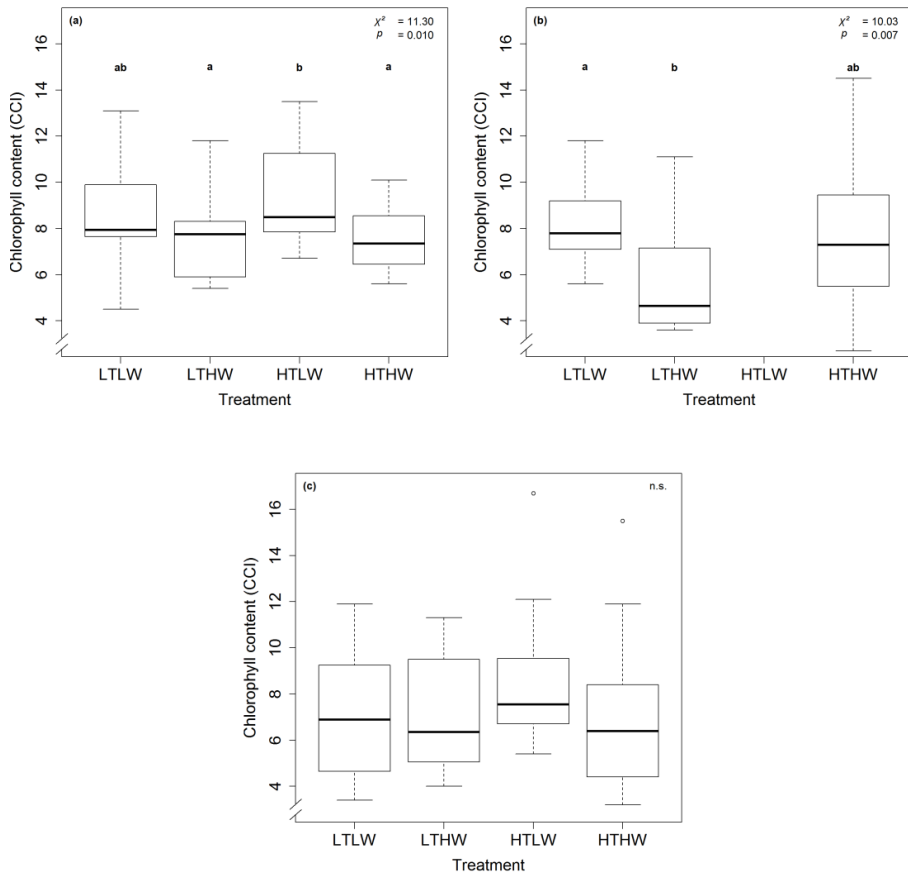 (a)
χ² = 11.30
p = 0.010
ab a b a
Chlorophyll content (CCI)
16
14
12
10
8
6
4
LTLW LTHW HTLW HTHW
Treatment
(b)
χ² = 10.03
p = 0.007
a b ab
Chlorophyll content (CCI)
16
14
12
10
8
6
4
LTLW LTHW HTLW HTHW
Treatment
(c)
n.s.
Chlorophyll content (CCI)
16
14
12
10
8
6
4
LTLW LTHW HTLW HTHW
Treatment